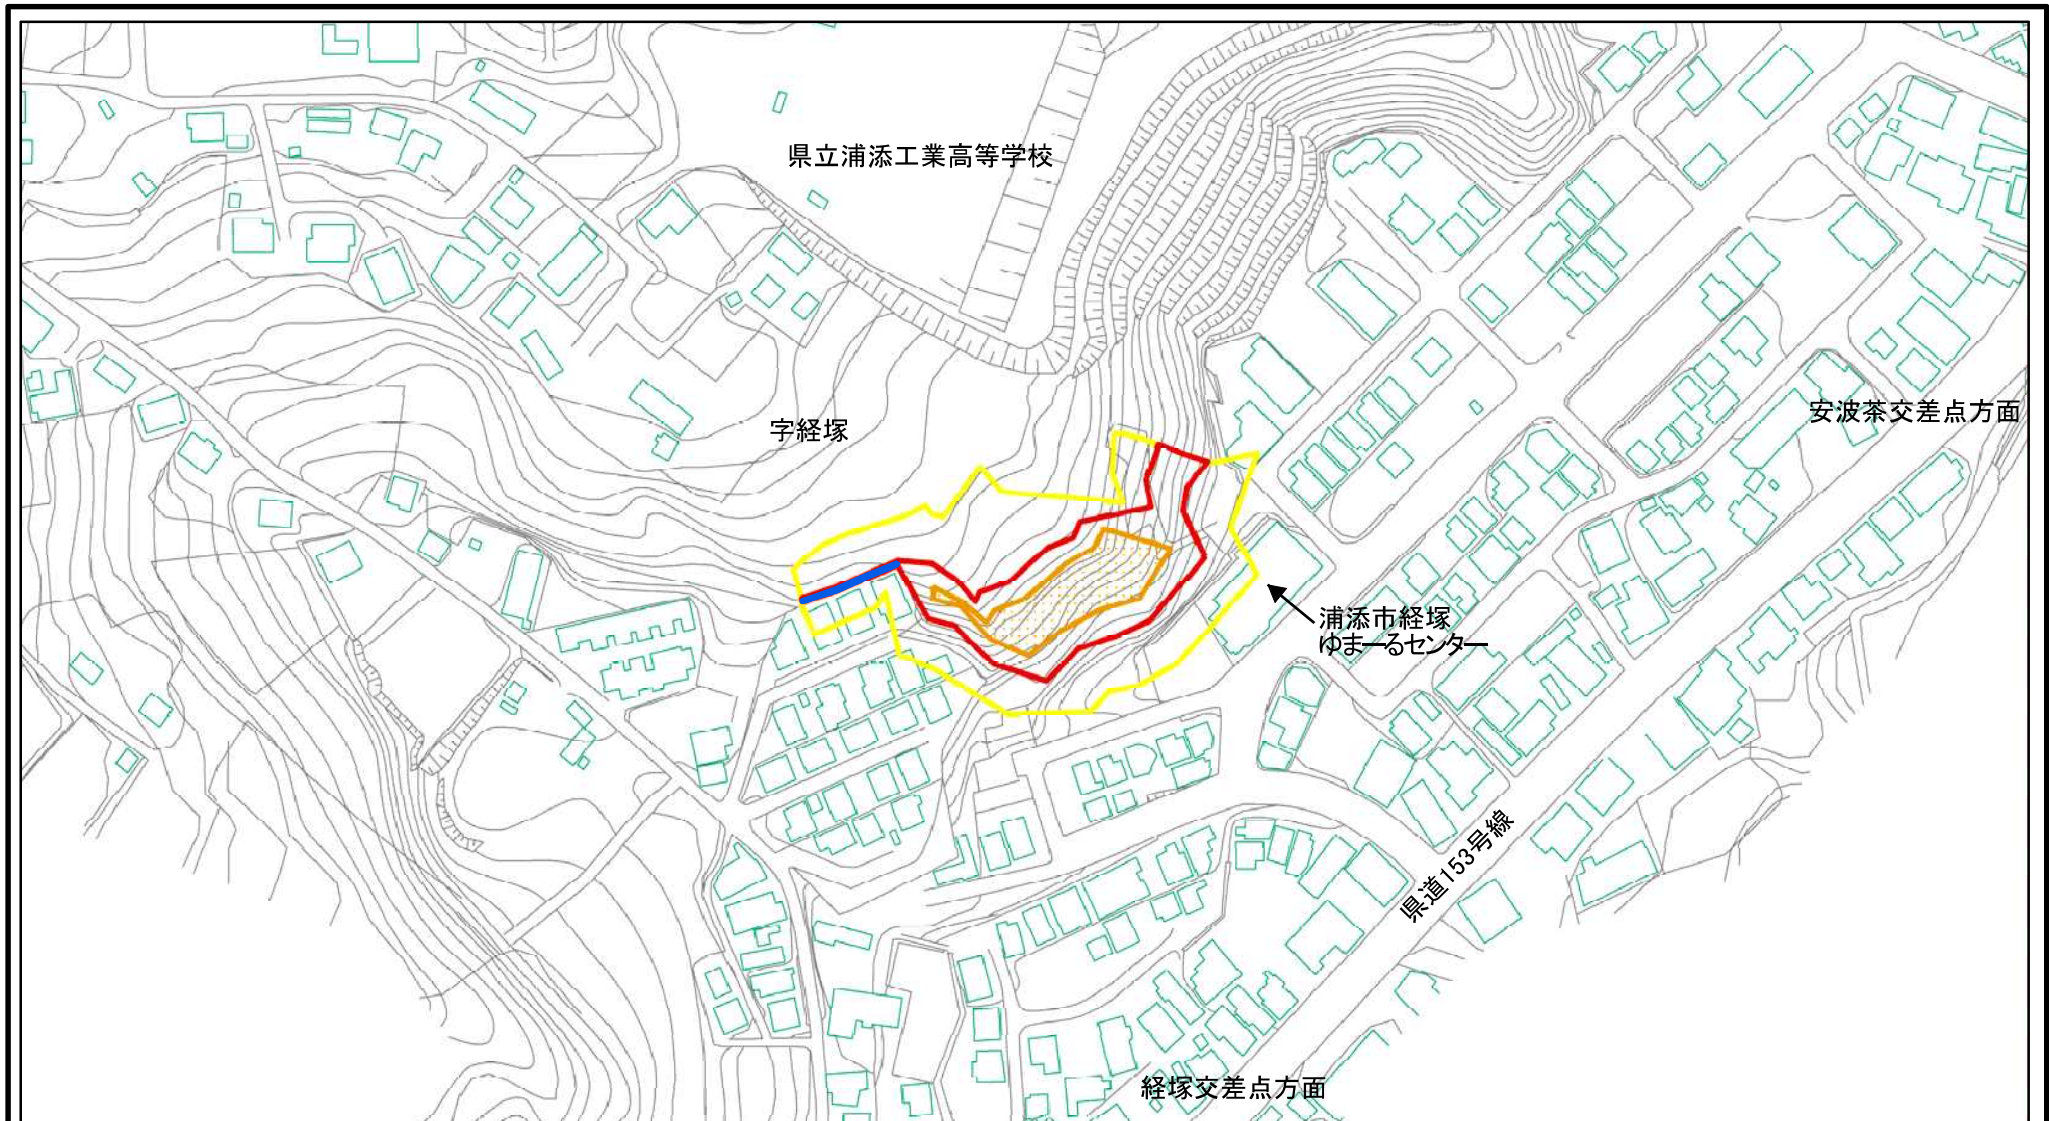 県立浦添工業高等学校
字経塚
安波茶交差点方面
浦添市経塚
ゆまーるセンター
県道153号線
経塚交差点方面